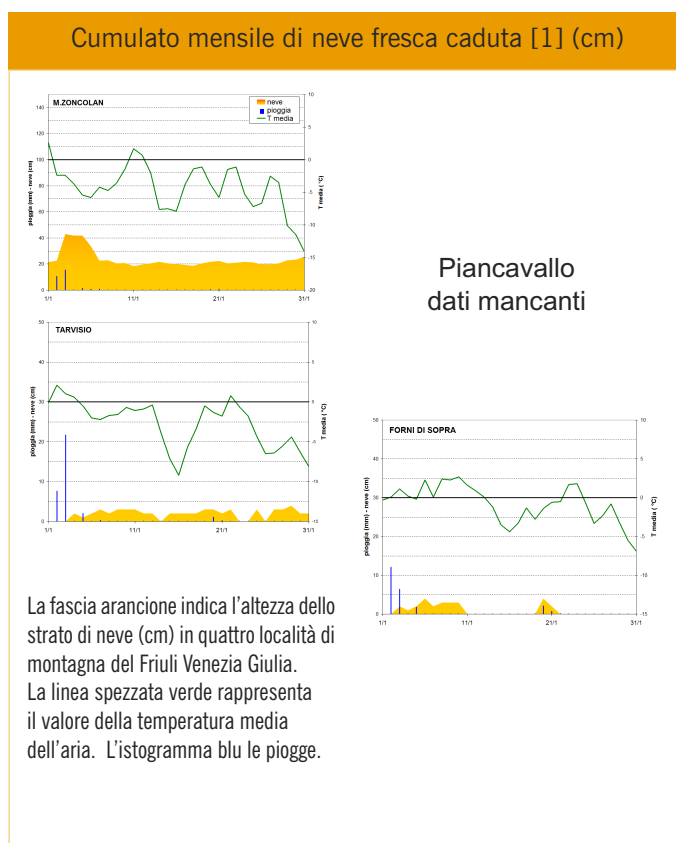 Cumulato mensile di neve fresca caduta [1] (cm)
M.ZONCOLAN
neve
pioggia
T media
140
120
100
80
60
40
20
0
10
5
0
-5
-10
-15
-20
pioggia (mm) - neve (cm)
T media (°C)
1/1 11/1 21/1 31/1
Piancavallo
dati mancanti
TARVISIO
50
40
30
20
10
0
10
5
0
-5
-10
-15
pioggia (mm) - neve (cm)
T media (°C)
1/1 11/1 21/1 31/1
FORNI DI SOPRA
50
40
30
20
10
0
10
5
0
-5
-10
-15
pioggia (mm) - neve (cm)
T media (°C)
1/1 11/1 21/1 31/1
La fascia arancione indica l'altezza dello
strato di neve (cm) in quattro località di
montagna del Friuli Venezia Giulia.
La linea spezzata verde rappresenta
il valore della temperatura media
dell'aria. L'istogramma blu le piogge.